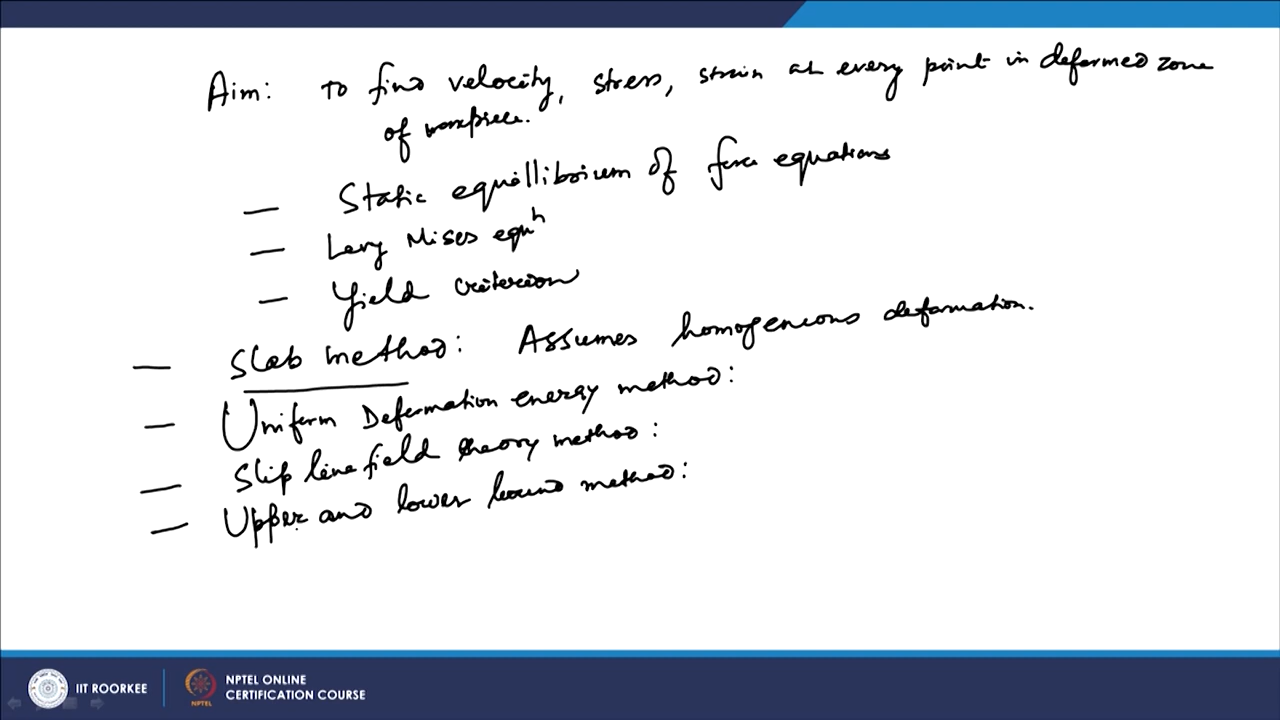 Aim: To find velocity, stress, strain at every point in deformed zone
of workpiece.
— Static equillibrium of force equations
— Levy Mises equⁿ
— Yield criterion
— Slab method: Assumes homogeneous deformation.
— Uniform Deformation energy method:
— Slip line field theory method:
— Upper and lower bound method:
IIT ROORKEE
NPTEL
NPTEL ONLINE
CERTIFICATION COURSE